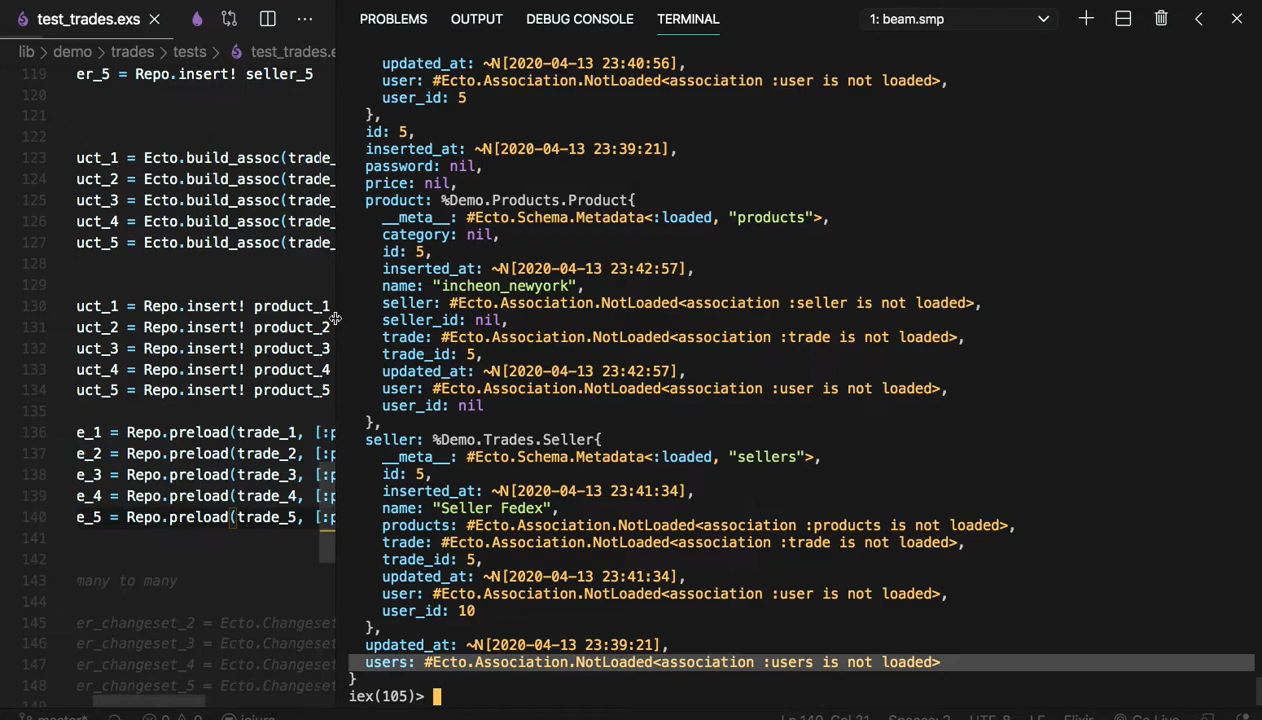 test_trades.exs
PROBLEMS OUTPUT DEBUG CONSOLE TERMINAL
1: beam.smp
lib > demo > trades > tests > test_trades.e
119 er_5 = Repo.insert! seller_5
120
121
122
123 uct_1 = Ecto.build_assoc(trade_
124 uct_2 = Ecto.build_assoc(trade_
125 uct_3 = Ecto.build_assoc(trade_
126 uct_4 = Ecto.build_assoc(trade_
127 uct_5 = Ecto.build_assoc(trade_
128
129
130 uct_1 = Repo.insert! product_1
131 uct_2 = Repo.insert! product_2
132 uct_3 = Repo.insert! product_3
133 uct_4 = Repo.insert! product_4
134 uct_5 = Repo.insert! product_5
135
136 e_1 = Repo.preload(trade_1, [:p
137 e_2 = Repo.preload(trade_2, [:p
138 e_3 = Repo.preload(trade_3, [:p
139 e_4 = Repo.preload(trade_4, [:p
140 e_5 = Repo.preload(trade_5, [:p
141
142
143 many to many
144
145 er_changeset_2 = Ecto.Changeset
146 er_changeset_3 = Ecto.Changeset
147 er_changeset_4 = Ecto.Changeset
148 er_changeset_5 = Ecto.Changeset
149
updated_at: ~N[2020-04-13 23:40:56],
user: #Ecto.Association.NotLoaded<association :user is not loaded>,
user_id: 5
},
id: 5,
inserted_at: ~N[2020-04-13 23:39:21],
password: nil,
price: nil,
product: %Demo.Products.Product{
__meta__: #Ecto.Schema.Metadata<:loaded, "products">,
category: nil,
id: 5,
inserted_at: ~N[2020-04-13 23:42:57],
name: "incheon_newyork",
seller: #Ecto.Association.NotLoaded<association :seller is not loaded>,
seller_id: nil,
trade: #Ecto.Association.NotLoaded<association :trade is not loaded>,
trade_id: 5,
updated_at: ~N[2020-04-13 23:42:57],
user: #Ecto.Association.NotLoaded<association :user is not loaded>,
user_id: nil
},
seller: %Demo.Trades.Seller{
__meta__: #Ecto.Schema.Metadata<:loaded, "sellers">,
id: 5,
inserted_at: ~N[2020-04-13 23:41:34],
name: "Seller Fedex",
products: #Ecto.Association.NotLoaded<association :products is not loaded>,
trade: #Ecto.Association.NotLoaded<association :trade is not loaded>,
trade_id: 5,
updated_at: ~N[2020-04-13 23:41:34],
user: #Ecto.Association.NotLoaded<association :user is not loaded>,
user_id: 10
},
updated_at: ~N[2020-04-13 23:39:21],
users: #Ecto.Association.NotLoaded<association :users is not loaded>
}
iex(105)>
master* Ln 140, Col 31 Spaces: 2 UTF-8 LF Elixir Go Live